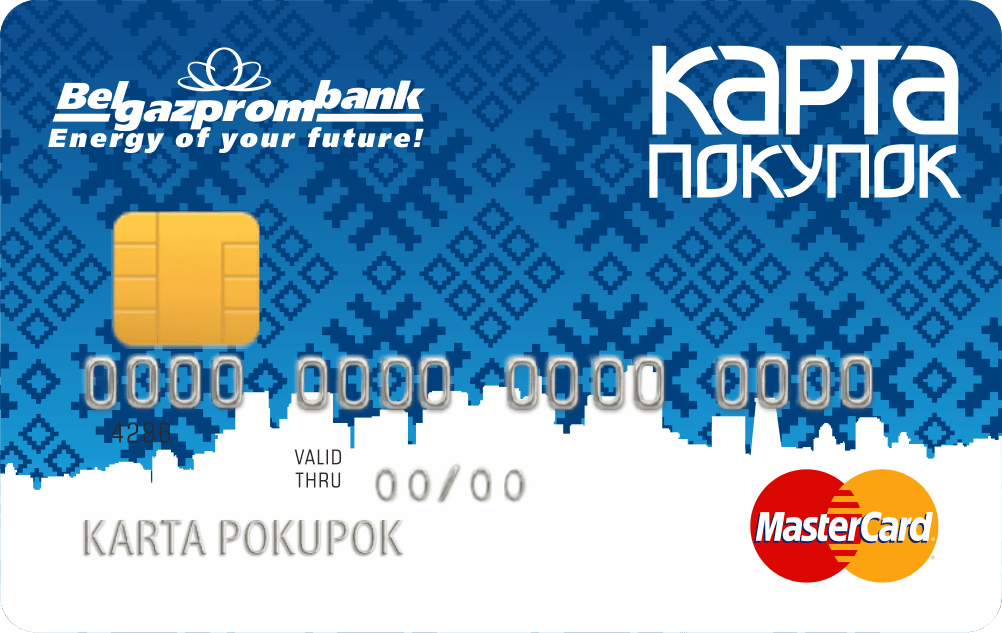 Belgazprombank
Energy of your future!
КАРТА
ПОКУПОК
0000 0000 0000 0000
4286
VALID
THRU
00/00
KARTA POKUPOK
MasterCard